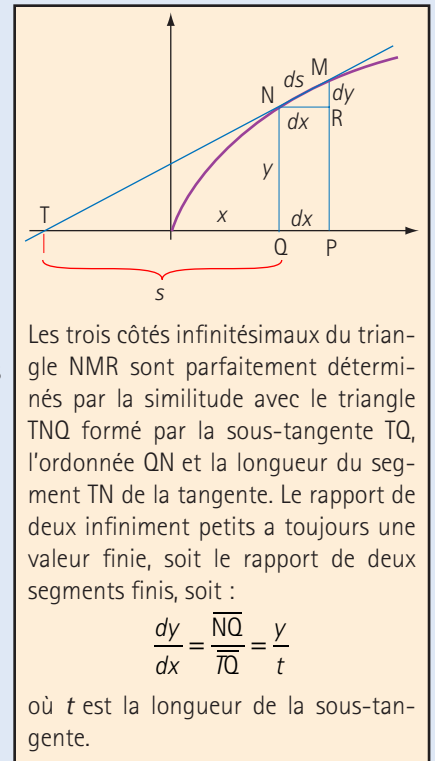 M
ds
N
dy
dx
R
y
T
x
dx
Q
P
s
Les trois côtés infinitésimaux du trian-
gle NMR sont parfaitement détermi-
nés par la similitude avec le triangle
TNQ formé par la sous-tangente TQ,
l'ordonnée QN et la longueur du seg-
ment TN de la tangente. Le rapport de
deux infiniment petits a toujours une
valeur finie, soit le rapport de deux
segments finis, soit :
dy/dx = N̅Q̅/T̅Q̅ = y/t
où t est la longueur de la sous-tan-
gente.